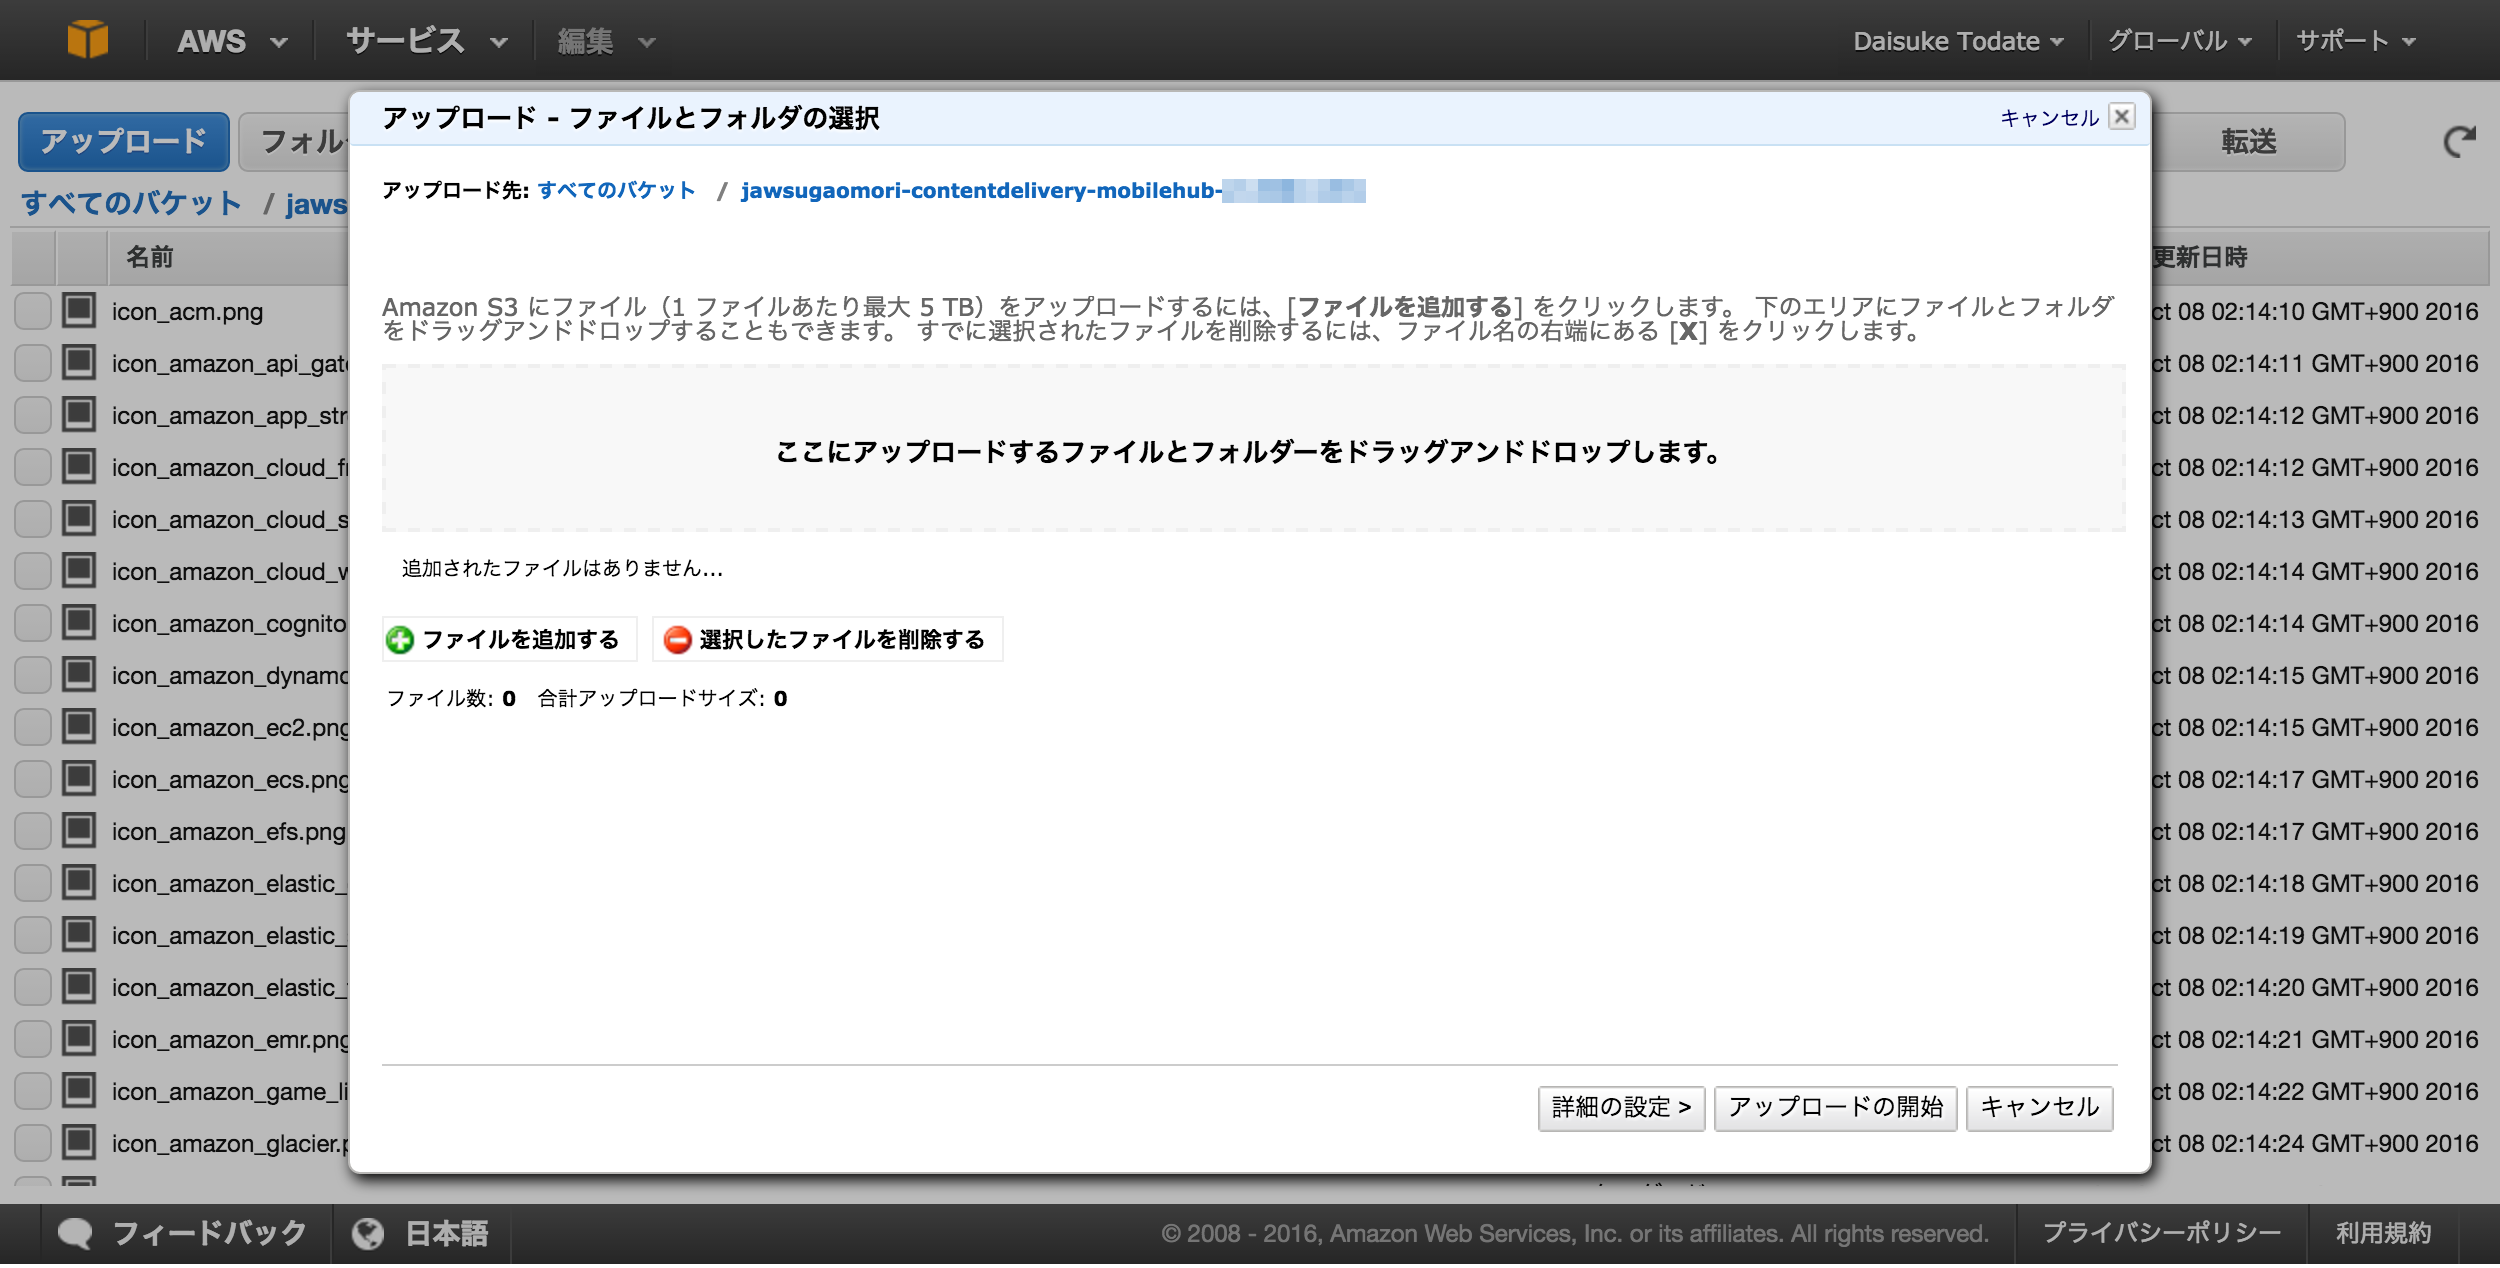 AWS サービス 編集 Daisuke Todate グローバル サポート
アップロード フォル 転送
すべてのバケット / jaws
名前 更新日時
icon_acm.png ct 08 02:14:10 GMT+900 2016
icon_amazon_api_gat ct 08 02:14:11 GMT+900 2016
icon_amazon_app_str ct 08 02:14:12 GMT+900 2016
icon_amazon_cloud_f ct 08 02:14:12 GMT+900 2016
icon_amazon_cloud_s ct 08 02:14:13 GMT+900 2016
icon_amazon_cloud_w ct 08 02:14:14 GMT+900 2016
icon_amazon_cognito ct 08 02:14:14 GMT+900 2016
icon_amazon_dynamo ct 08 02:14:15 GMT+900 2016
icon_amazon_ec2.png ct 08 02:14:15 GMT+900 2016
icon_amazon_ecs.png ct 08 02:14:17 GMT+900 2016
icon_amazon_efs.png ct 08 02:14:17 GMT+900 2016
icon_amazon_elastic_ ct 08 02:14:18 GMT+900 2016
icon_amazon_elastic_ ct 08 02:14:19 GMT+900 2016
icon_amazon_elastic_ ct 08 02:14:20 GMT+900 2016
icon_amazon_emr.png ct 08 02:14:21 GMT+900 2016
icon_amazon_game_li ct 08 02:14:22 GMT+900 2016
icon_amazon_glacier.p ct 08 02:14:24 GMT+900 2016
アップロード - ファイルとフォルダの選択 キャンセル
アップロード先: すべてのバケット / jawsugaomori-contentdelivery-mobilehub-
Amazon S3 にファイル（1 ファイルあたり最大 5 TB）をアップロードするには、[ファイルを追加する] をクリックします。 下のエリアにファイルとフォルダ
をドラッグアンドドロップすることもできます。 すでに選択されたファイルを削除するには、ファイル名の右端にある [X] をクリックします。
ここにアップロードするファイルとフォルダーをドラッグアンドドロップします。
追加されたファイルはありません...
ファイルを追加する 選択したファイルを削除する
ファイル数: 0 合計アップロードサイズ: 0
詳細の設定 > アップロードの開始 キャンセル
フィードバック 日本語 © 2008 - 2016, Amazon Web Services, Inc. or its affiliates. All rights reserved. プライバシーポリシー 利用規約